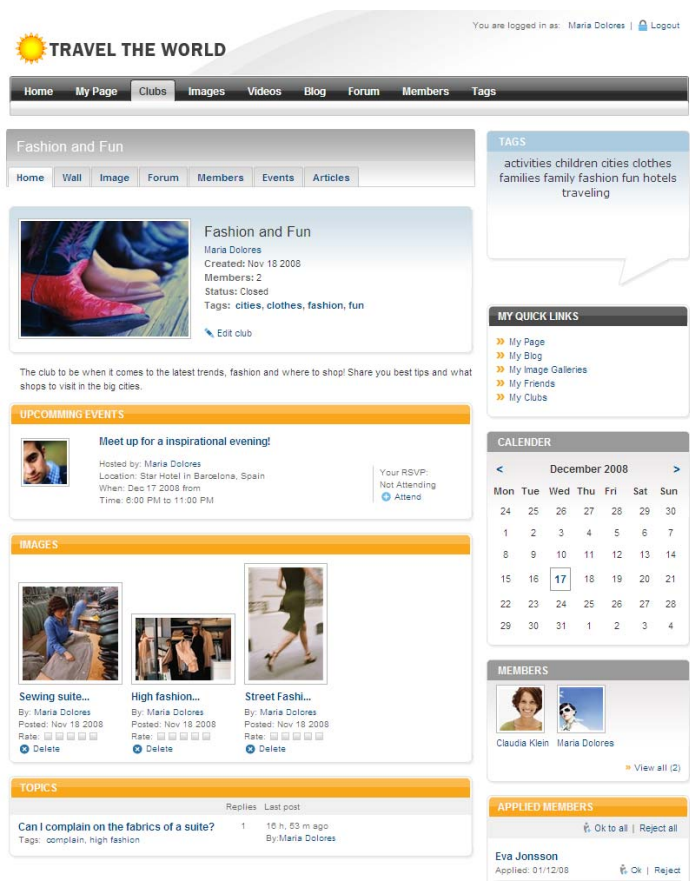 You are logged in as: Maria Dolores | Logout
TRAVEL THE WORLD
Home My Page Clubs Images Videos Blog Forum Members Tags
Fashion and Fun
Home Wall Image Forum Members Events Articles
Fashion and Fun
Maria Dolores
Created: Nov 18 2008
Members: 2
Status: Closed
Tags: cities, clothes, fashion, fun
Edit club
The club to be when it comes to the latest trends, fashion and where to shop! Share you best tips and what
shops to visit in the big cities.
UPCOMMING EVENTS
Meet up for a inspirational evening!
Hosted by: Maria Dolores
Location: Star Hotel in Barcelona, Spain
When: Dec 17 2008 from
Time: 6:00 PM to 11:00 PM
Your RSVP:
Not Attending
Attend
IMAGES
Sewing suite... High fashion... Street Fashi...
By: Maria Dolores By: Maria Dolores By: Maria Dolores
Posted: Nov 18 2008 Posted: Nov 18 2008 Posted: Nov 18 2008
Rate: Rate: Rate:
Delete Delete Delete
TOPICS
Replies Last post
Can I complain on the fabrics of a suite? 1 16 h, 53 m ago
Tags: complain, high fashion By:Maria Dolores
TAGS
activities children cities clothes
families family fashion fun hotels
traveling
MY QUICK LINKS
» My Page
» My Blog
» My Image Galleries
» My Friends
» My Clubs
CALENDER
< December 2008 >
Mon Tue Wed Thu Fri Sat Sun
24 25 26 27 28 29 30
1 2 3 4 5 6 7
8 9 10 11 12 13 14
15 16 17 18 19 20 21
22 23 24 25 26 27 28
29 30 31 1 2 3 4
MEMBERS
Claudia Klein Maria Dolores
» View all (2)
APPLIED MEMBERS
Ok to all | Reject all
Eva Jonsson
Applied: 01/12/08 Ok | Reject